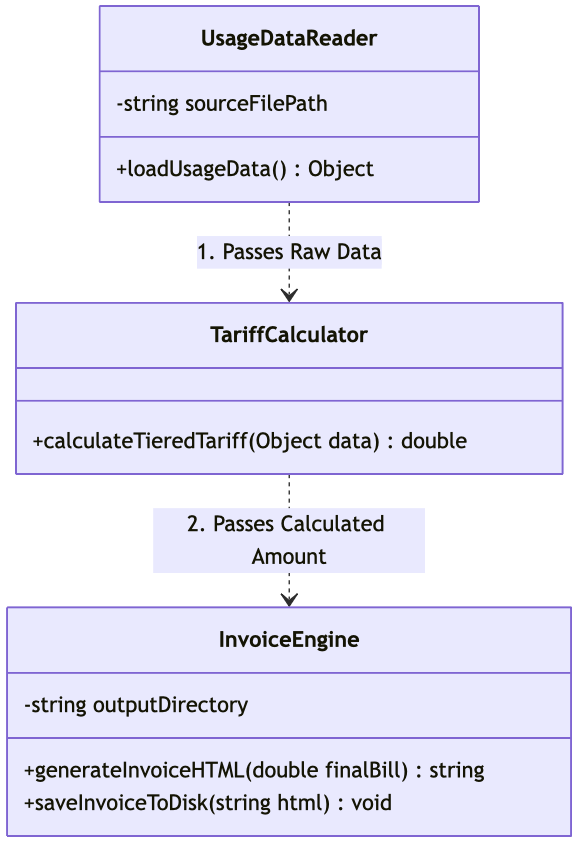 UsageDataReader
-string sourceFilePath
+loadUsageData() : Object
1. Passes Raw Data
TariffCalculator
+calculateTieredTariff(Object data) : double
2. Passes Calculated
Amount
InvoiceEngine
-string outputDirectory
+generateInvoiceHTML(double finalBill) : string
+saveInvoiceToDisk(string html) : void